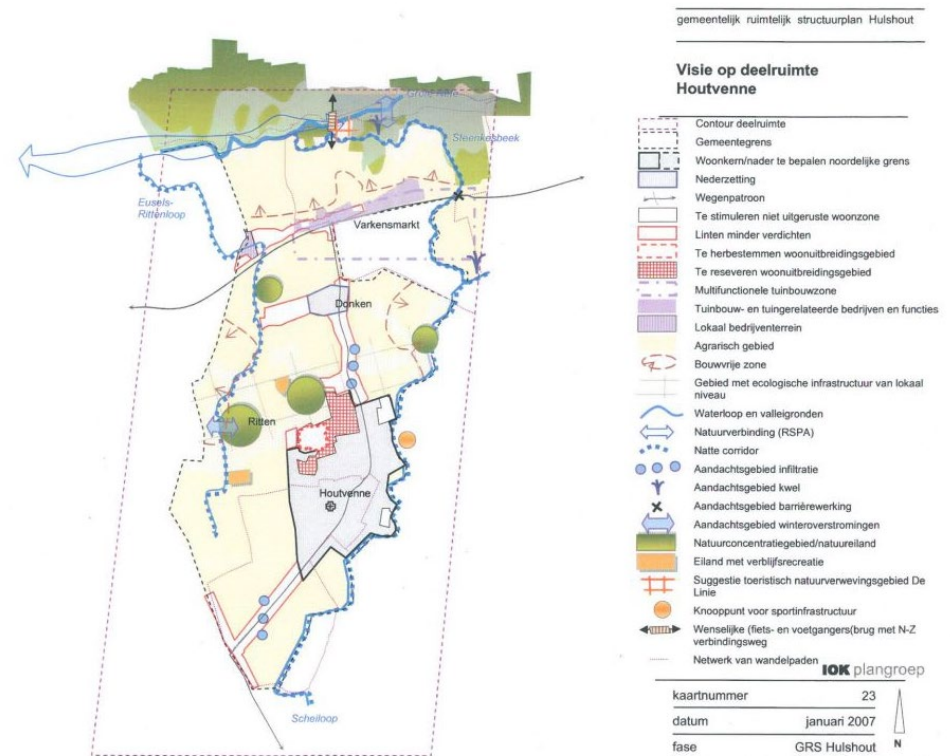 gemeentelijk ruimtelijk structuurplan Hulshout
Visie op deelruimte
Houtvenne
Contour deelruimte
Gemeentegrens
Woonkern/nader te bepalen noordelijke grens
Nederzetting
Wegenpatroon
Te stimuleren niet uitgeruste woonzone
Linten minder verdichten
Te herbestemmen woonuitbreidingsgebied
Te reseveren woonuitbreidingsgebied
Multifunctionele tuinbouwzone
Tuinbouw- en tuingerelateerde bedrijven en functies
Lokaal bedrijventerrein
Agrarisch gebied
Bouwvrije zone
Gebied met ecologische infrastructuur van lokaal
niveau
Waterloop en valleigronden
Natuurverbinding (RSPA)
Natte corridor
Aandachtsgebied infiltratie
Aandachtsgebied kwel
Aandachtsgebied barrièrewerking
Aandachtsgebied winteroverstromingen
Natuurconcentratiegebied/natuureiland
Eiland met verblijfsrecreatie
Suggestie toeristisch natuurverwevingsgebied De
Linie
Knooppunt voor sportinfrastructuur
Wenselijke (fiets- en voetgangers(brug met N-Z
verbindingsweg
Netwerk van wandelpaden
IOK plangroep
kaartnummer 23
datum januari 2007
fase GRS Hulshout
N
Grote Nete
Steenkesbeek
Eusels-
Rittenloop
Varkensmarkt
Donken
Ritten
Houtvenne
Scheiloop